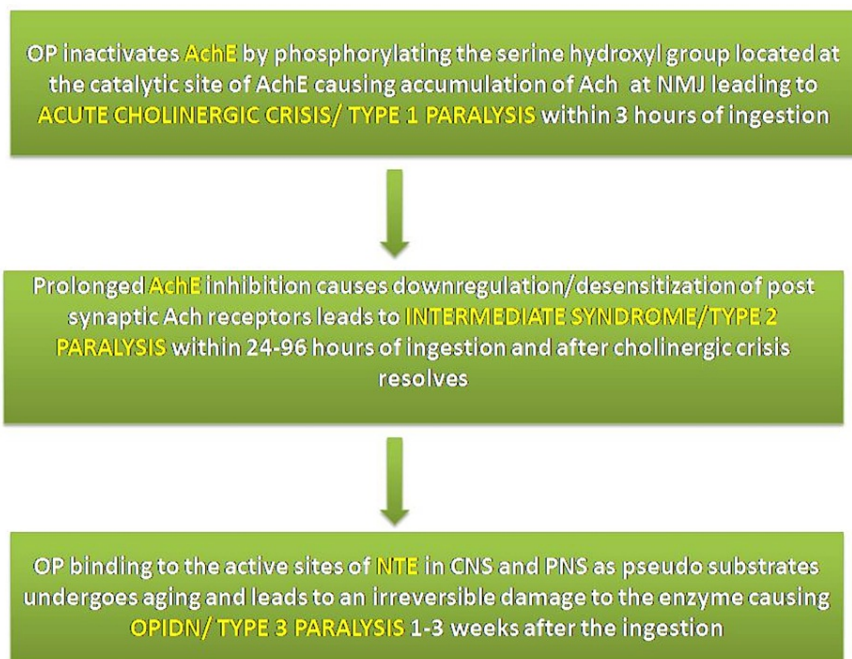 OP inactivates AchE by phosphorylating the serine hydroxyl group located at
the catalytic site of AchE causing accumulation of Ach at NMJ leading to
ACUTE CHOLINERGIC CRISIS/ TYPE 1 PARALYSIS within 3 hours of ingestion
Prolonged AchE inhibition causes downregulation/desensitization of post
synaptic Ach receptors leads to INTERMEDIATE SYNDROME/TYPE 2
PARALYSIS within 24-96 hours of ingestion and after cholinergic crisis
resolves
OP binding to the active sites of NTE in CNS and PNS as pseudo substrates
undergoes aging and leads to an irreversible damage to the enzyme causing
OPIDN/ TYPE 3 PARALYSIS 1-3 weeks after the ingestion